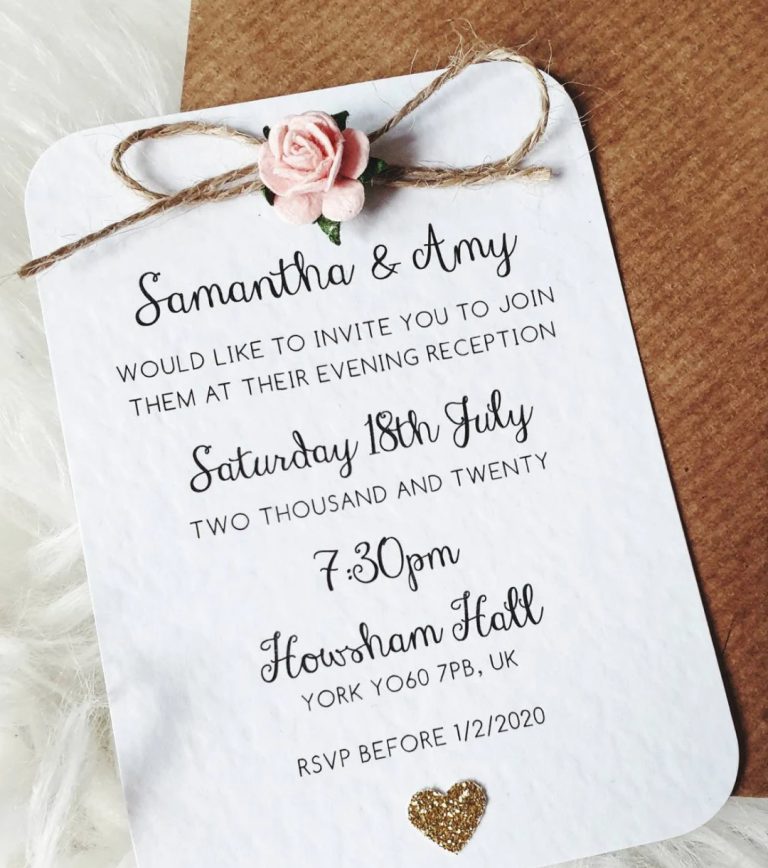 Samantha & Amy
WOULD LIKE TO INVITE YOU TO JOIN
THEM AT THEIR EVENING RECEPTION
Saturday 18th July
TWO THOUSAND AND TWENTY
7:30pm
Howsham Hall
YORK YO60 7PB, UK
RSVP BEFORE 1/2/2020